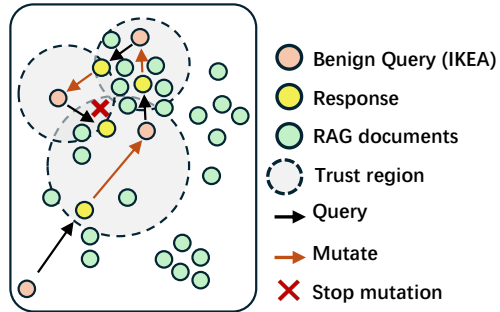 Benign Query (IKEA)
Response
RAG documents
Trust region
Query
Mutate
Stop mutation